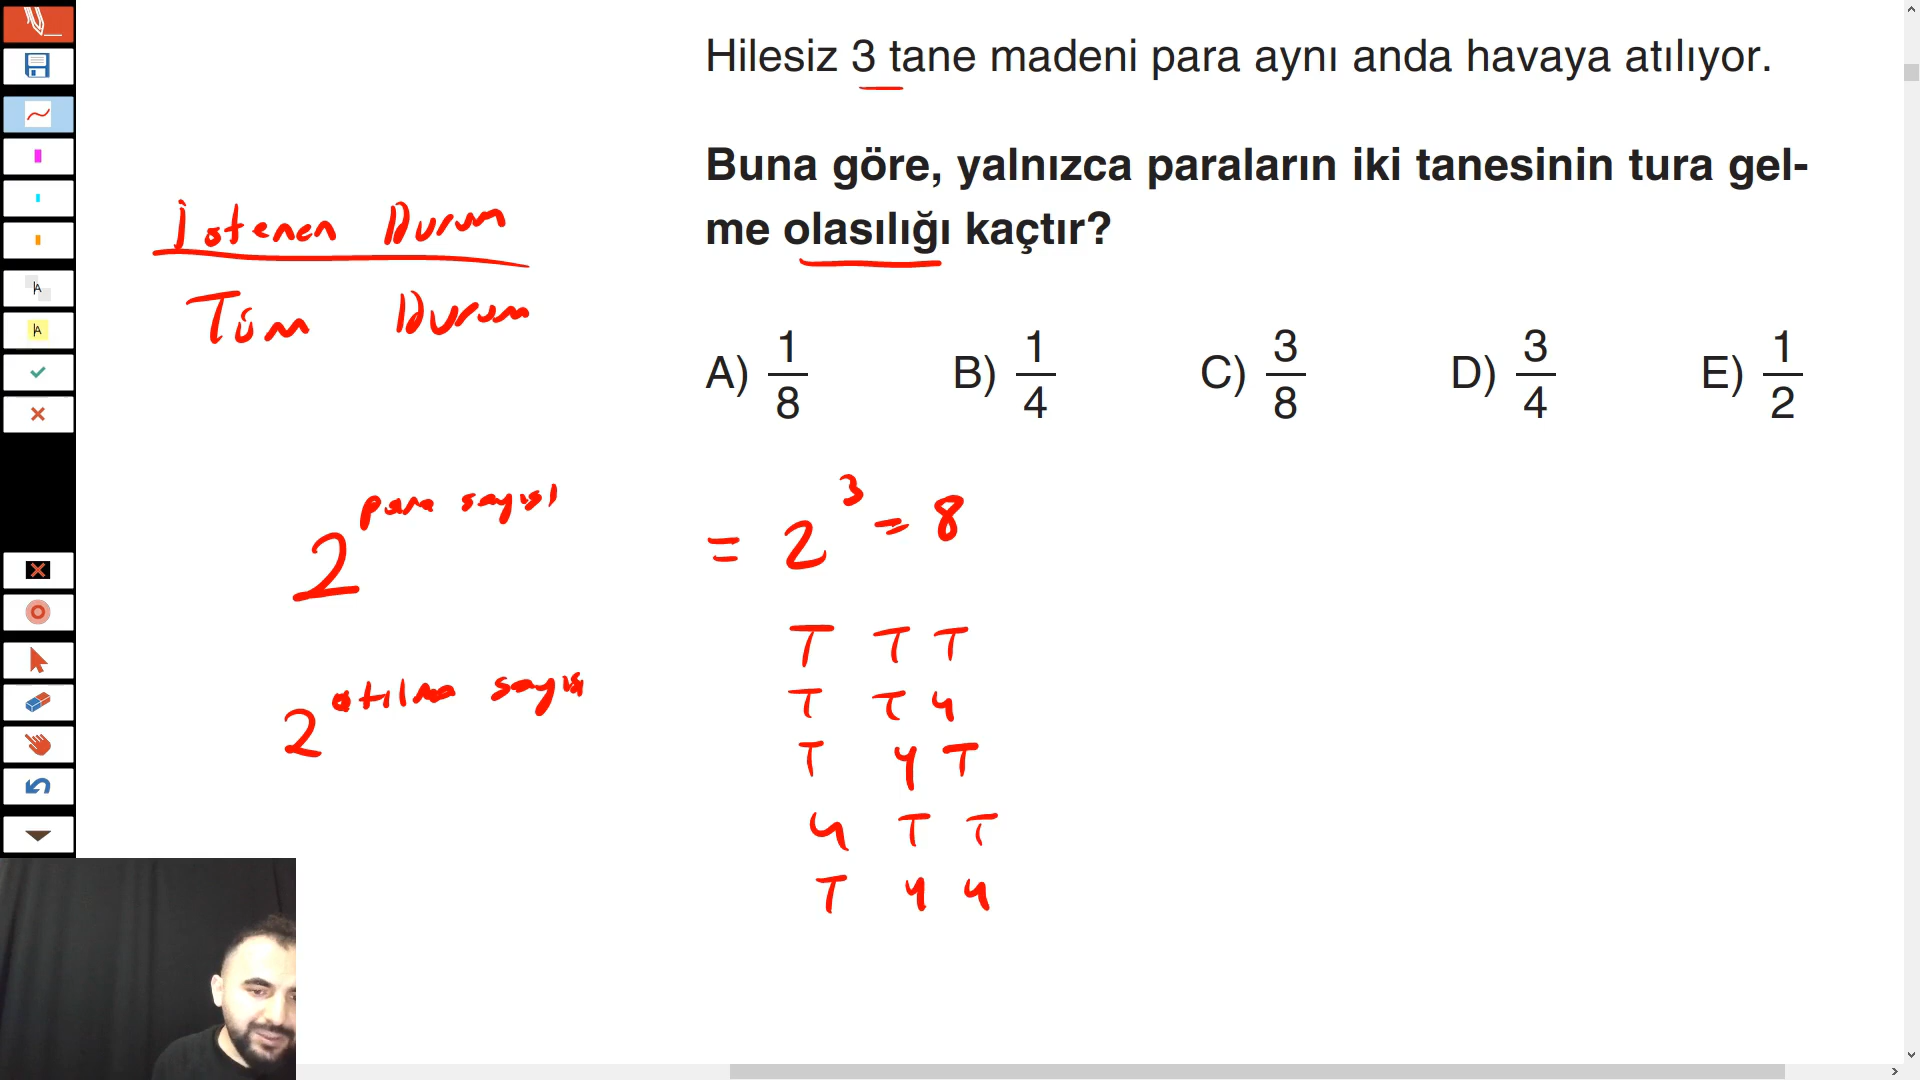 Hilesiz 3 tane madeni para aynı anda havaya atılıyor.
Buna göre, yalnızca paraların iki tanesinin tura gel-
me olasılığı kaçtır?
A) 1/8 B) 1/4 C) 3/8 D) 3/4 E) 1/2
İstenen Durum
Tüm Durum
2^para sayısı = 2^3 = 8
2^atılma sayısı
T T T
T T Y
T Y T
Y T T
T Y Y
A
A